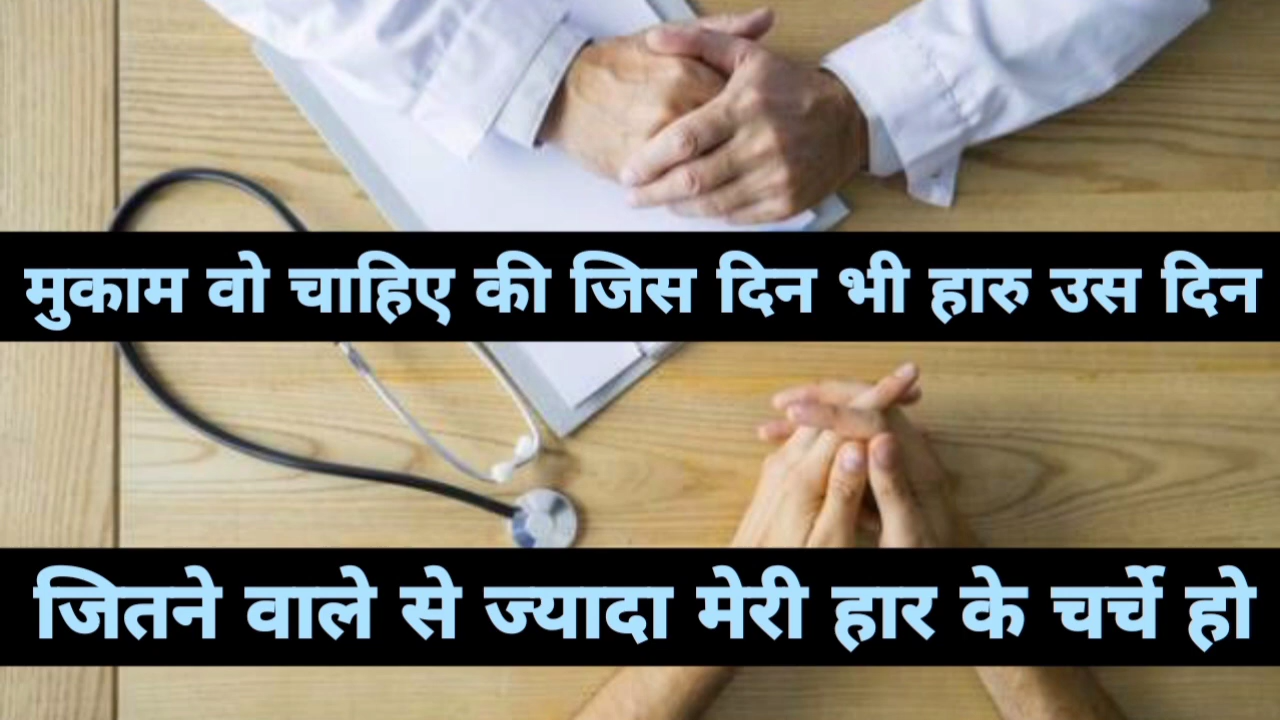 मुकाम वो चाहिए की जिस दिन भी हारु उस दिन
जितने वाले से ज्यादा मेरी हार के चर्चे हो